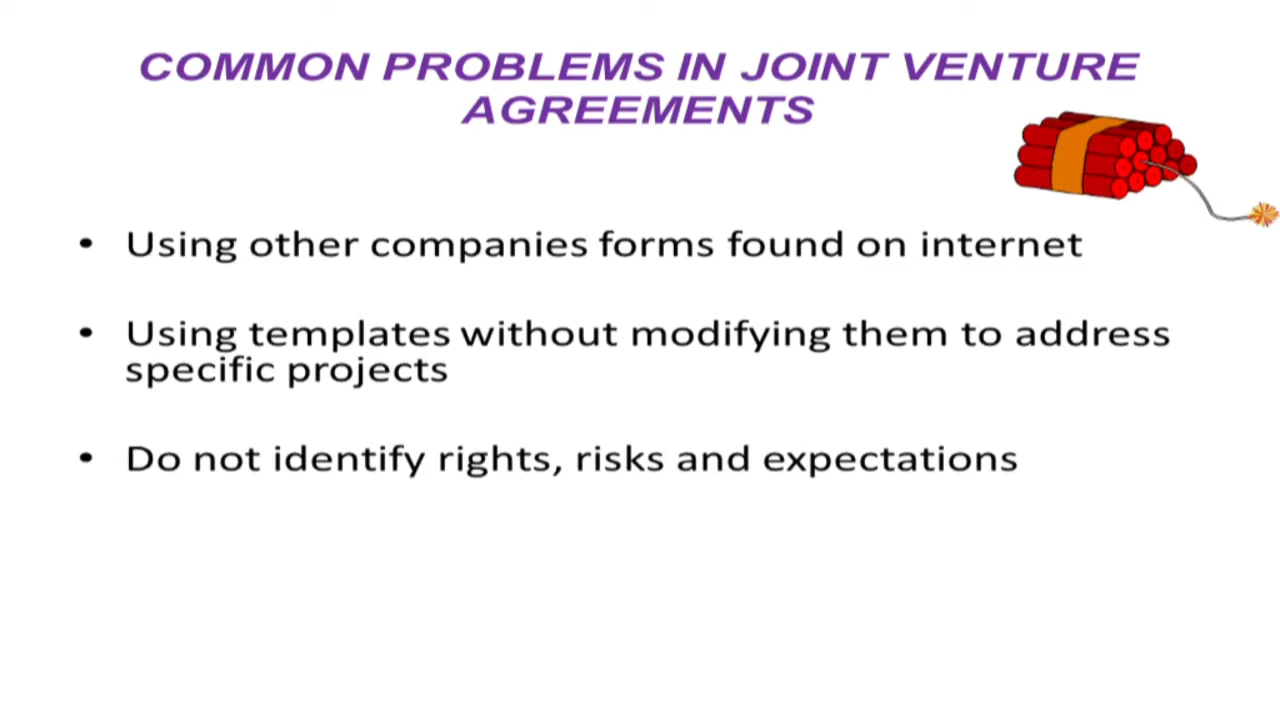 COMMON PROBLEMS IN JOINT VENTURE
AGREEMENTS
• Using other companies forms found on internet
• Using templates without modifying them to address
specific projects
• Do not identify rights, risks and expectations